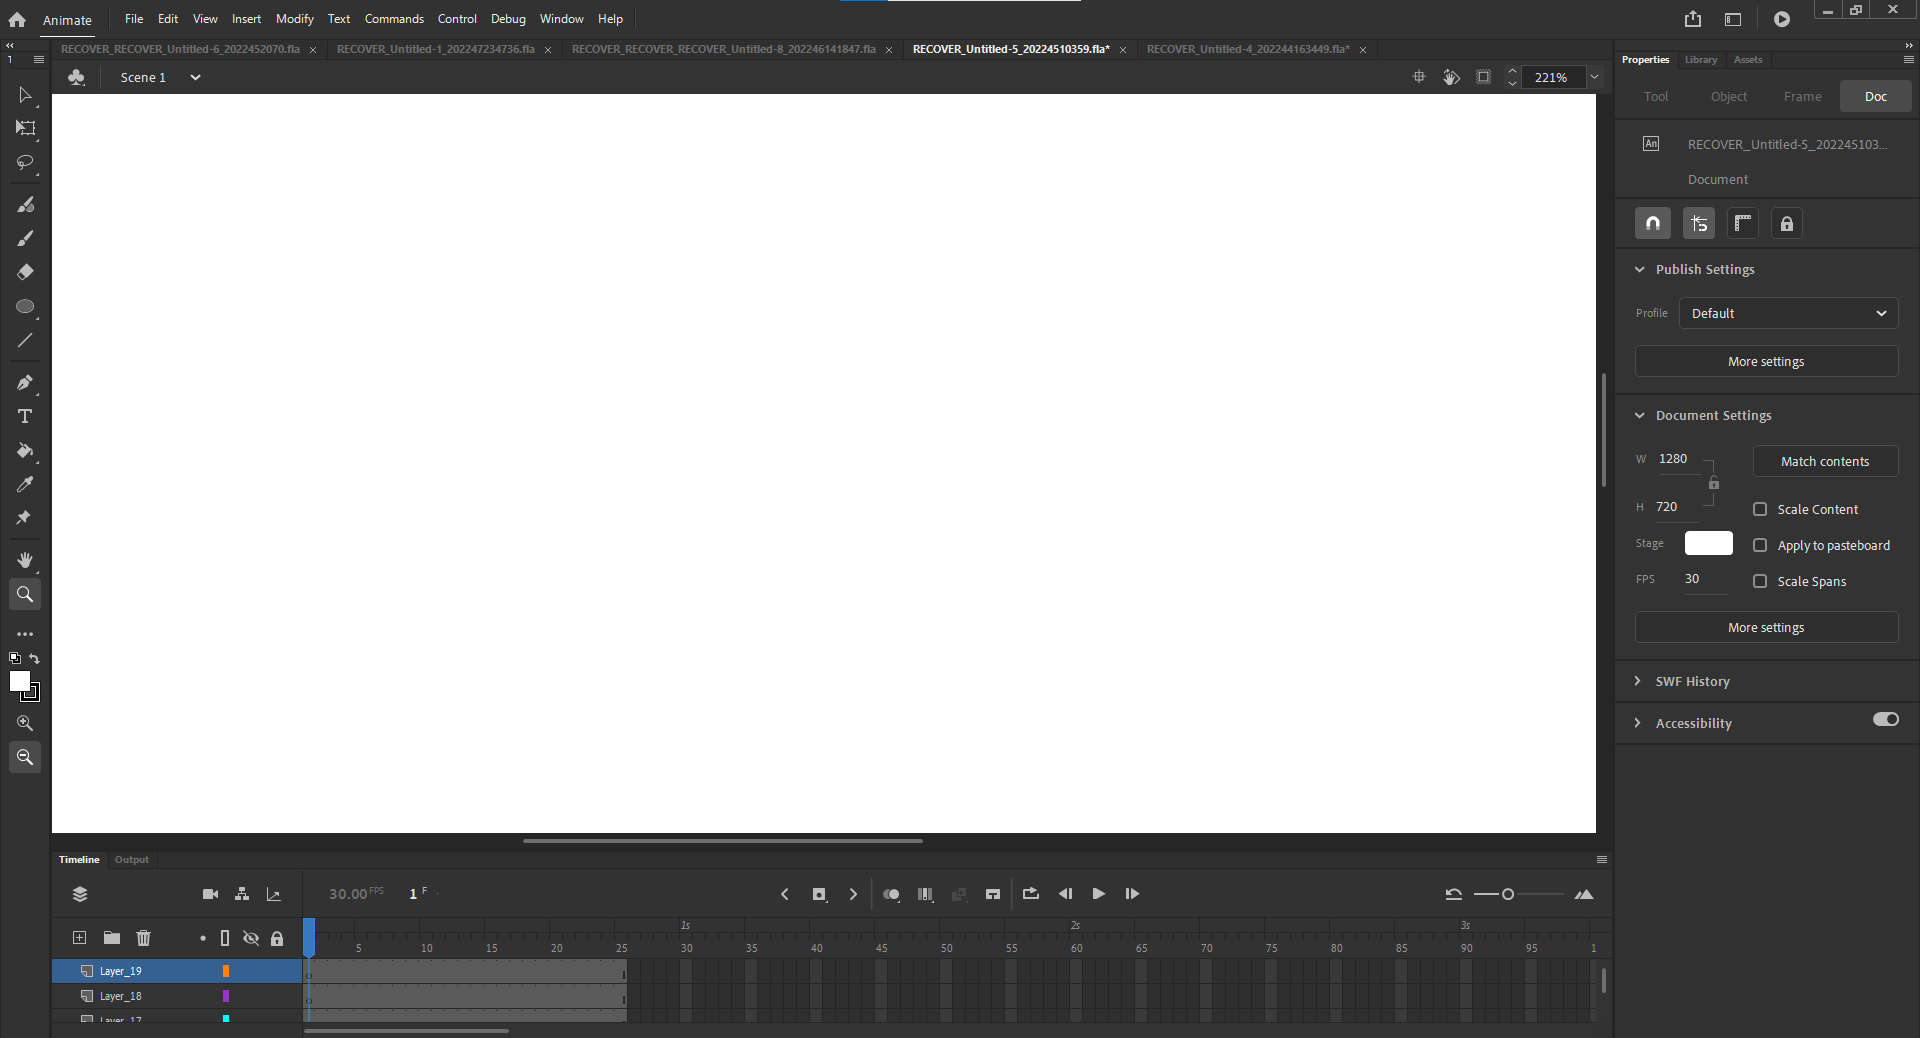 Animate File Edit View Insert Modify Text Commands Control Debug Window Help
RECOVER_RECOVER_Untitled-6_2022452070.fla RECOVER_Untitled-1_202247234736.fla RECOVER_RECOVER_RECOVER_Untitled-8_202246141847.fla RECOVER_Untitled-5_20224510359.fla* RECOVER_Untitled-4_202244163449.fla*
1
Scene 1
221%
Properties Library Assets
Tool Object Frame Doc
An RECOVER_Untitled-5_202245103...
Document
Publish Settings
Profile Default
More settings
Document Settings
W 1280 Match contents
H 720 Scale Content
Stage Apply to pasteboard
FPS 30 Scale Spans
More settings
SWF History
Accessibility
Timeline Output
30.00 FPS 1 F
1s 2s 3s
5 10 15 20 25 30 35 40 45 50 55 60 65 70 75 80 85 90 95 1
Layer_19
Layer_18
Layer_17